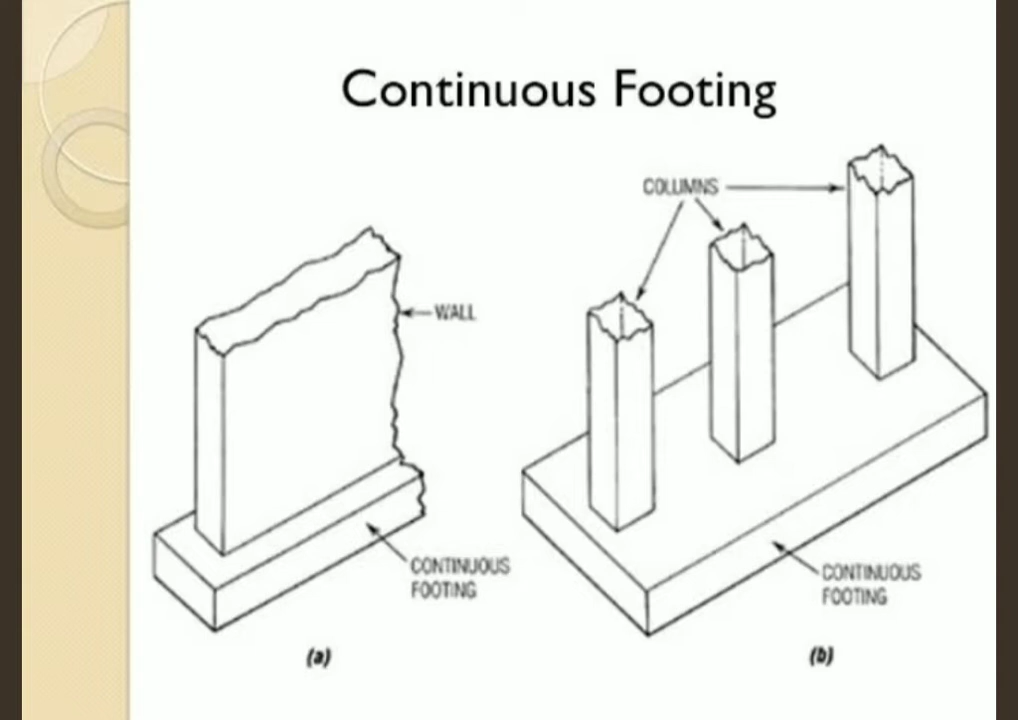 Continuous Footing
COLUMNS
WALL
CONTINUOUS
FOOTING
CONTINUOUS
FOOTING
(a)
(b)